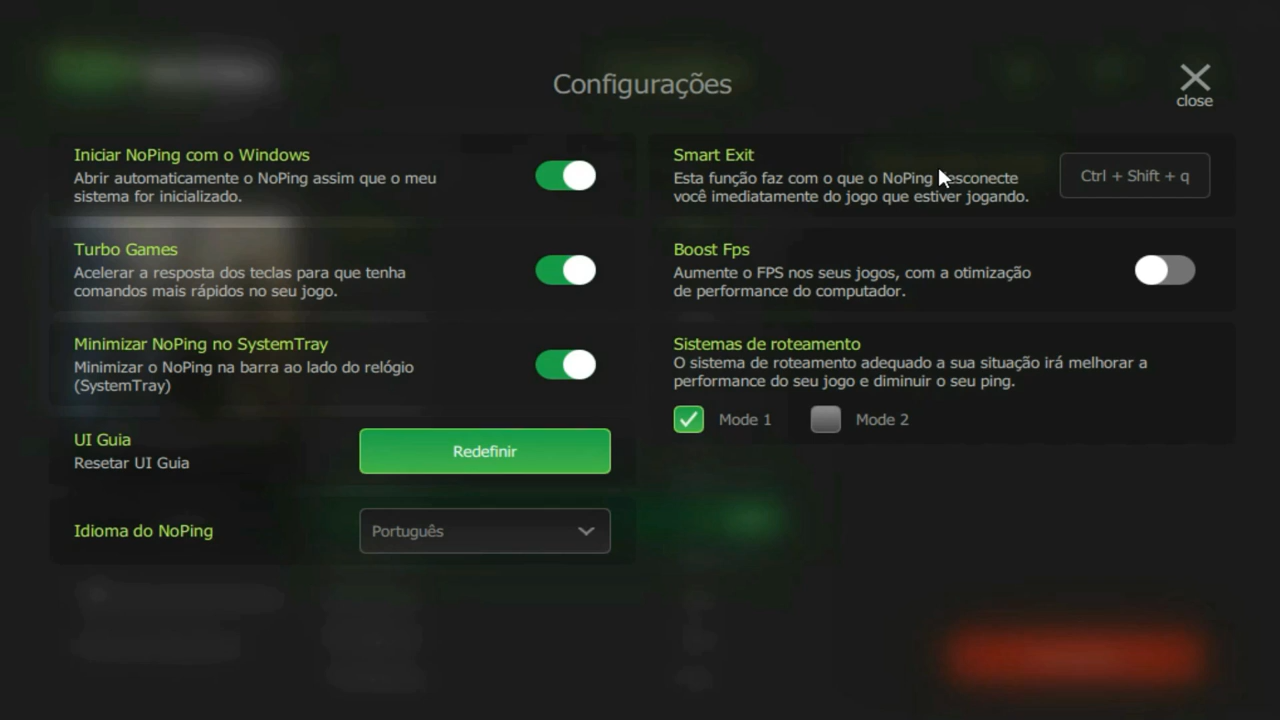 Configurações
close
Iniciar NoPing com o Windows
Abrir automaticamente o NoPing assim que o meu
sistema for inicializado.
Turbo Games
Acelerar a resposta dos teclas para que tenha
comandos mais rápidos no seu jogo.
Minimizar NoPing no SystemTray
Minimizar o NoPing na barra ao lado do relógio
(SystemTray)
UI Guia
Resetar UI Guia
Redefinir
Idioma do NoPing
Português
Smart Exit
Esta função faz com o que o NoPing desconecte
você imediatamente do jogo que estiver jogando.
Ctrl + Shift + q
Boost Fps
Aumente o FPS nos seus jogos, com a otimização
de performance do computador.
Sistemas de roteamento
O sistema de roteamento adequado a sua situação irá melhorar a
performance do seu jogo e diminuir o seu ping.
Mode 1
Mode 2